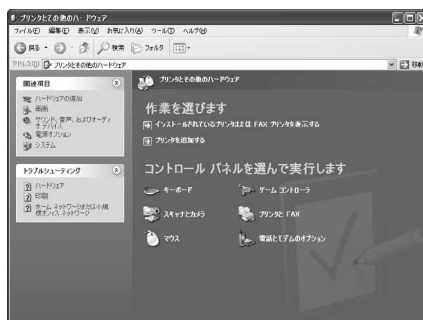 プリンタとその他のハードウェア
ファイル(F) 編集(E) 表示(V) お気に入り(A) ツール(T) ヘルプ(H)
戻る 検索 フォルダ
アドレス(D) プリンタとその他のハードウェア 移動
関連項目
ハードウェアの追加
画面
サウンド、音声、およびオーディ
オ デバイス
電源オプション
システム
トラブルシューティング
ハードウェア
印刷
ホーム ネットワークまたは小規
模オフィス ネットワーク
プリンタとその他のハードウェア
作業を選びます
インストールされているプリンタまたは FAX プリンタを表示する
プリンタを追加する
コントロール パネルを選んで実行します
キーボード
ゲーム コントローラ
スキャナとカメラ
プリンタと FAX
マウス
電話とモデムのオプション